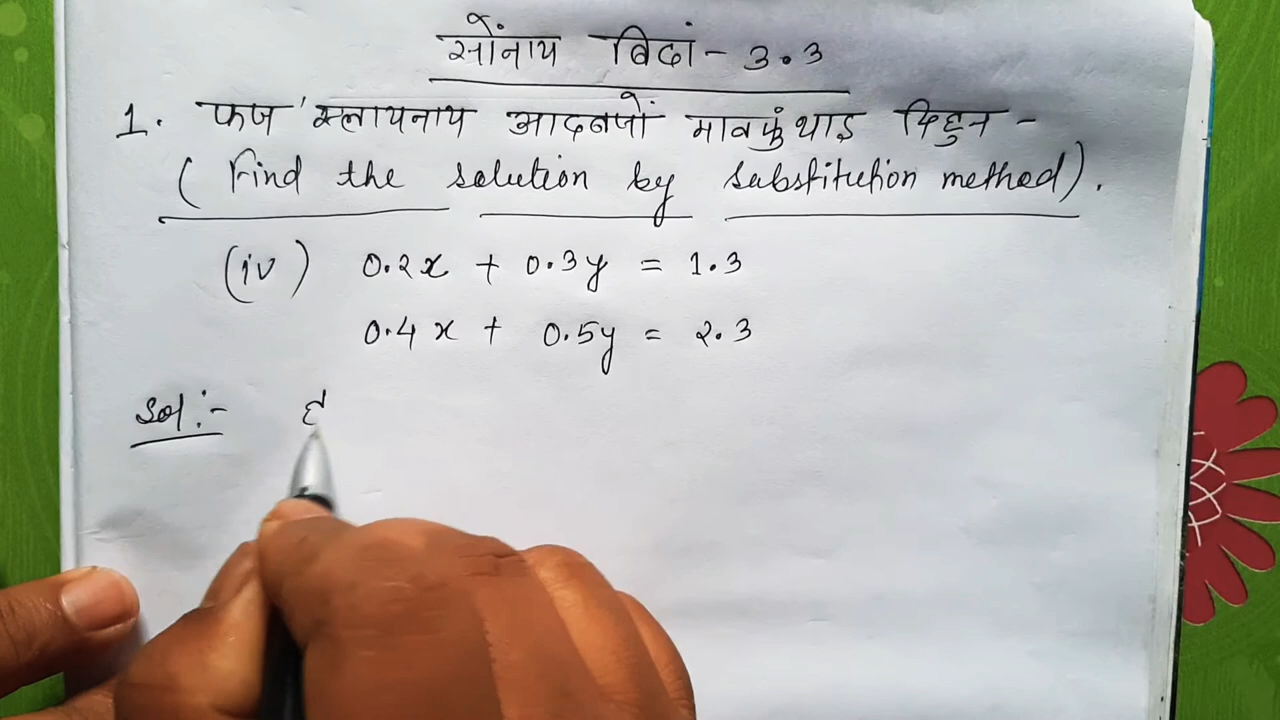 सोंनाय बिदां - 3.3
1. फज' स्लायनाय आदबजों मावफुंथाइ दिहुन -
( Find the solution by substitution method ).
(iv) 0.2x + 0.3y = 1.3
0.4x + 0.5y = 2.3
Sol :-